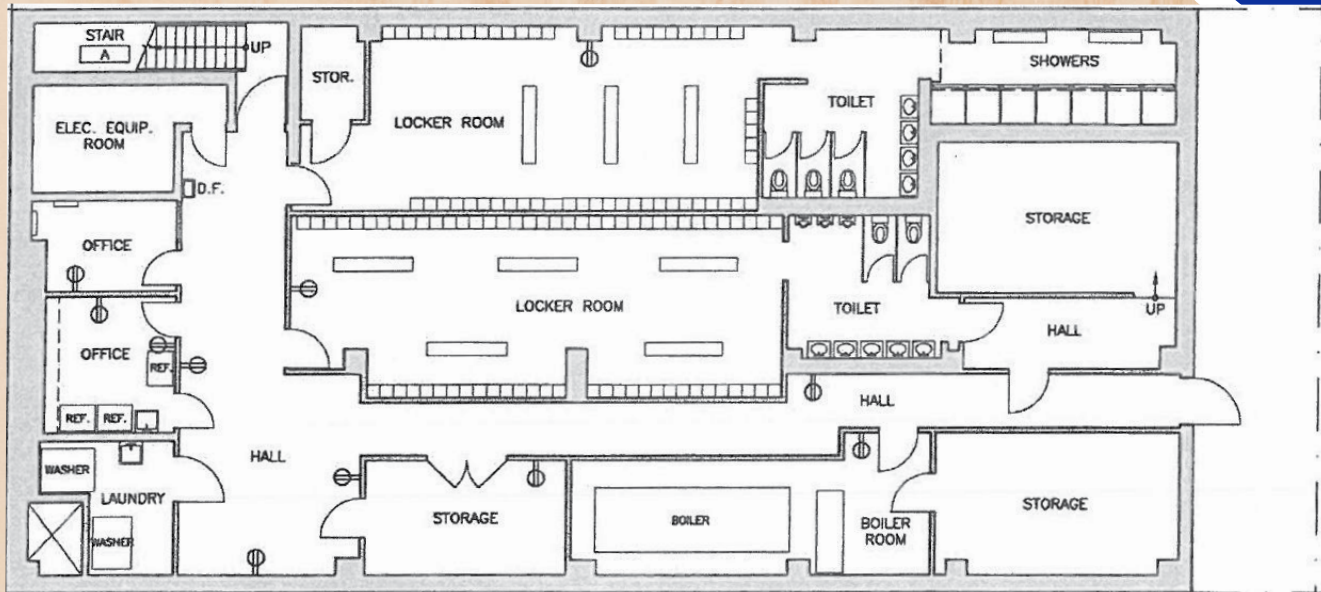 STAIR
A
UP
STOR.
SHOWERS
LOCKER ROOM
TOILET
ELEC. EQUIP.
ROOM
D.F.
STORAGE
OFFICE
LOCKER ROOM
TOILET
UP
HALL
OFFICE
REF.
REF.
REF.
HALL
HALL
WASHER
LAUNDRY
WASHER
STORAGE
BOILER
BOILER
ROOM
STORAGE